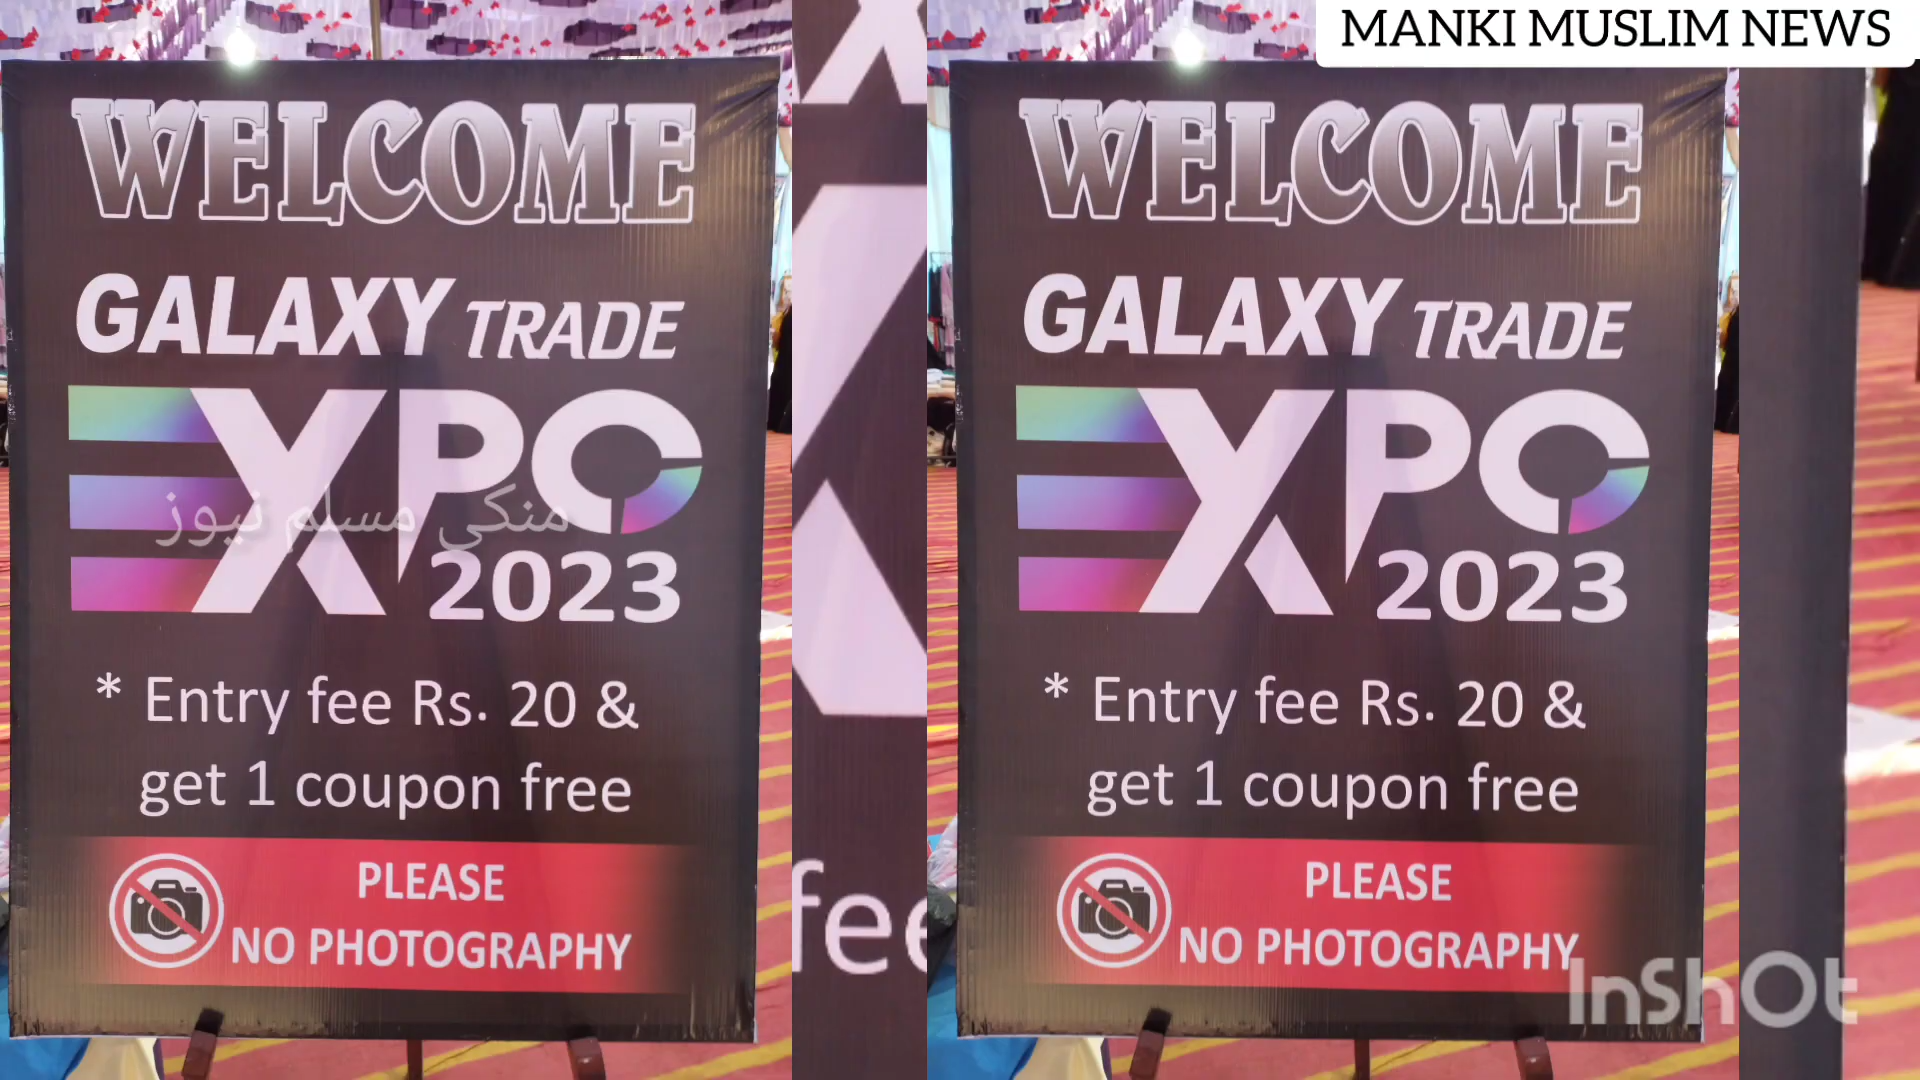 MANKI MUSLIM NEWS
WELCOME
GALAXY TRADE
EXPO
منکی مسلم نیوز
2023
* Entry fee Rs. 20 &
get 1 coupon free
PLEASE
NO PHOTOGRAPHY
fee
WELCOME
GALAXY TRADE
EXPO
2023
* Entry fee Rs. 20 &
get 1 coupon free
PLEASE
NO PHOTOGRAPHY
InShOt